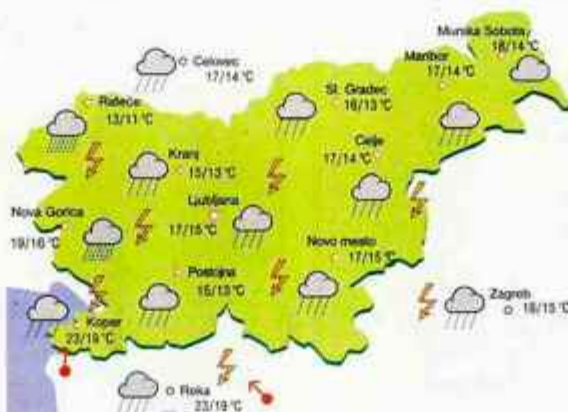 Murska Sobota
18/14 °C
Celovec
17/14 °C
Maribor
17/14 °C
Sl. Gradec
16/13 °C
Rateče
13/11 °C
Celje
17/14 °C
Kranj
15/13 °C
Ljubljana
17/15 °C
Nova Gorica
19/16 °C
Novo mesto
17/15 °C
Postojna
15/13 °C
Zagreb
18/15 °C
Koper
23/19 °C
Reka
23/19 °C